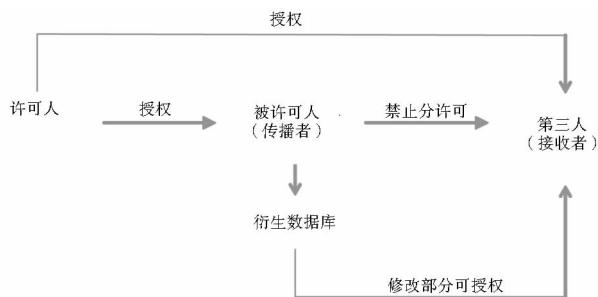 授权
许可人
授权
被许可人
（传播者）
禁止分许可
第三人
（接收者）
衍生数据库
修改部分可授权